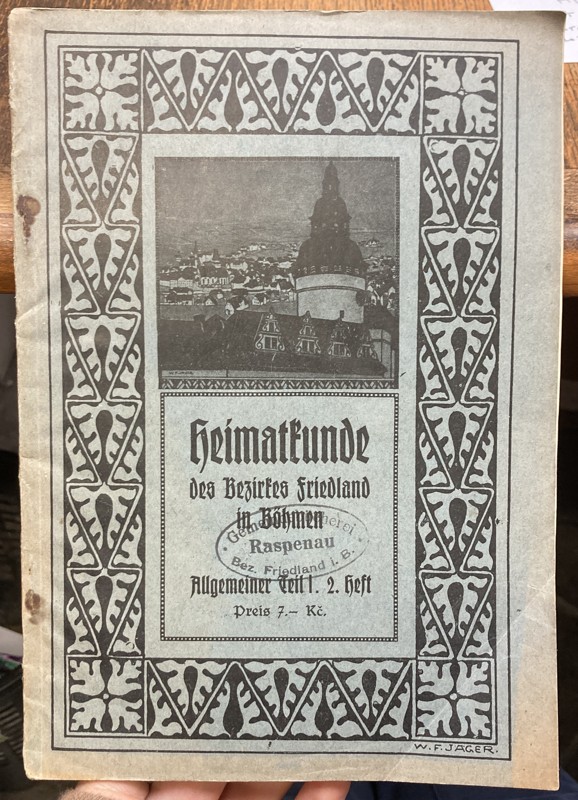 Heimatkunde
des Bezirkes Friedland
in Böhmen
Raspenau
Bez. Friedland i. B.
Allgemeiner Teil I. 2. Heft
Preis 7.– Kč.
W. F. JÄGER.